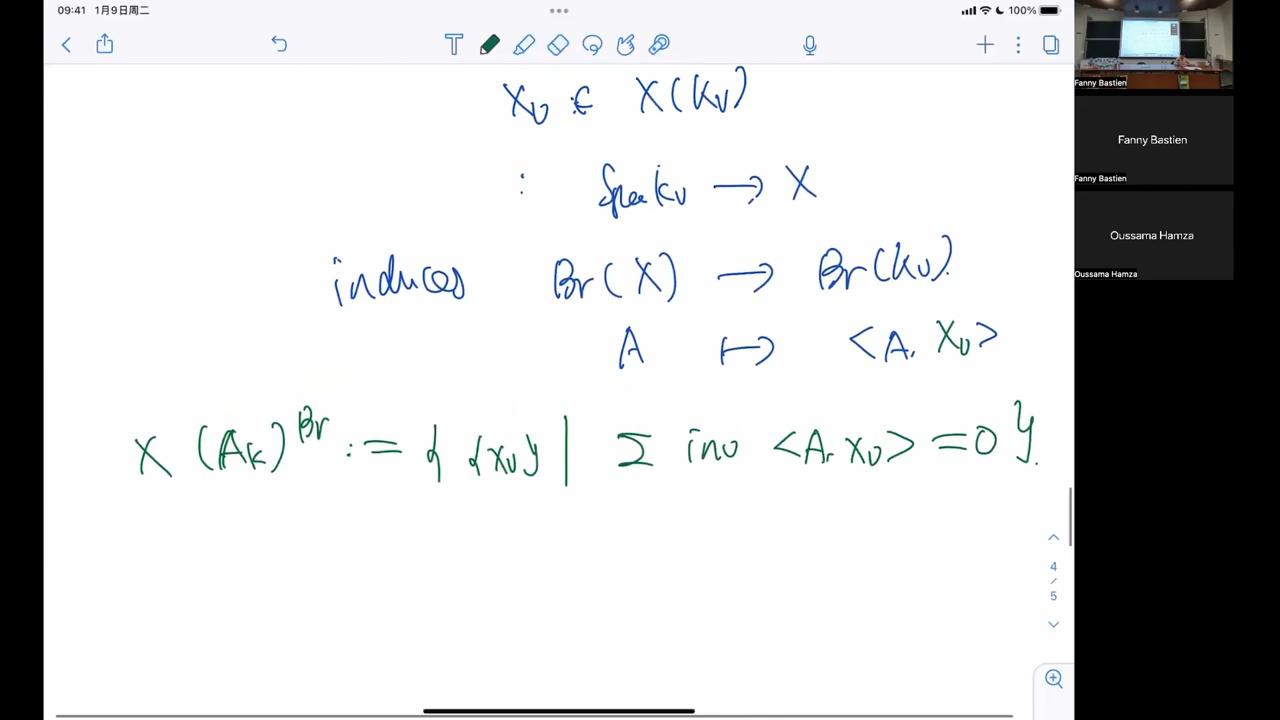 09:41 1月9日周二
100%
x_v ∈ X(k_v)
: Spec k_v → X
induces Br(X) → Br(k_v).
A ↦ <A, x_v>
X(A_k)^Br := { {x_v} | Σ inv <A, x_v> = 0 }.
4
/
5
Fanny Bastien
Fanny Bastien
Fanny Bastien
Oussama Hamza
Oussama Hamza